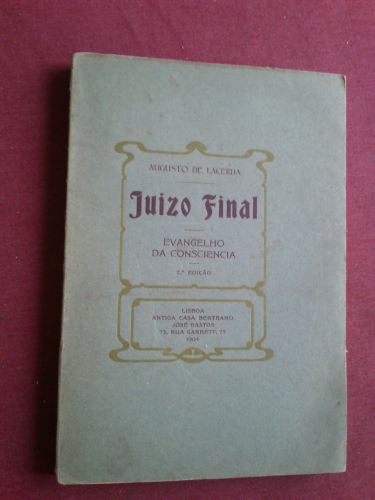 AUGUSTO DE LACERDA
Juizo Final
EVANGELHO
DA CONSCIENCIA
2.ª EDIÇÃO
LISBOA
ANTIGA CASA BERTRAND
JOSÉ BASTOS
73, RUA GARRETT, 75
1904